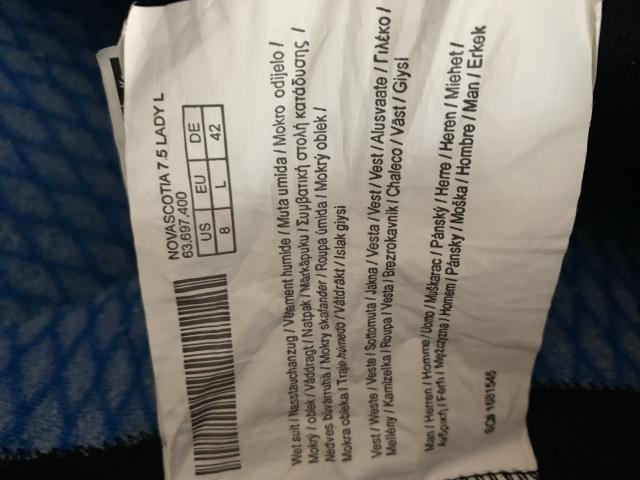 NOVASCOTIA 7.5 LADY L
63.697.400
US EU DE
8 L 42
Wet suit / Nasstauchanzug / Vêtement humide / Muta umida / Mokro odijelo /
Mokrý / oblek / Våddragt / Natpak / Märkäpuku / Συμβατική στολή κατάδυσης /
Nedves búvárruha / Mokry skafander / Roupa úmida / Mokrý oblek /
Mokra obleka / Traje húmedo / Våtdräkt / Islak giysi
Vest / Weste / Veste / Sottomuta / Jakna / Vesta / Vest / Vest / Alusvaate / Γιλέκο /
Mellény / Kamizelka / Roupa / Vesta / Brezrokavnik / Chaleco / Väst / Giysi
Man / Herren / Homme / Uomo / Muškarac / Pánský / Herre / Heren / Miehet /
Ανδρική / Férfi / Mężczyzna / Homem / Pánsky / Moška / Hombre / Man / Erkek
SC# 1681545